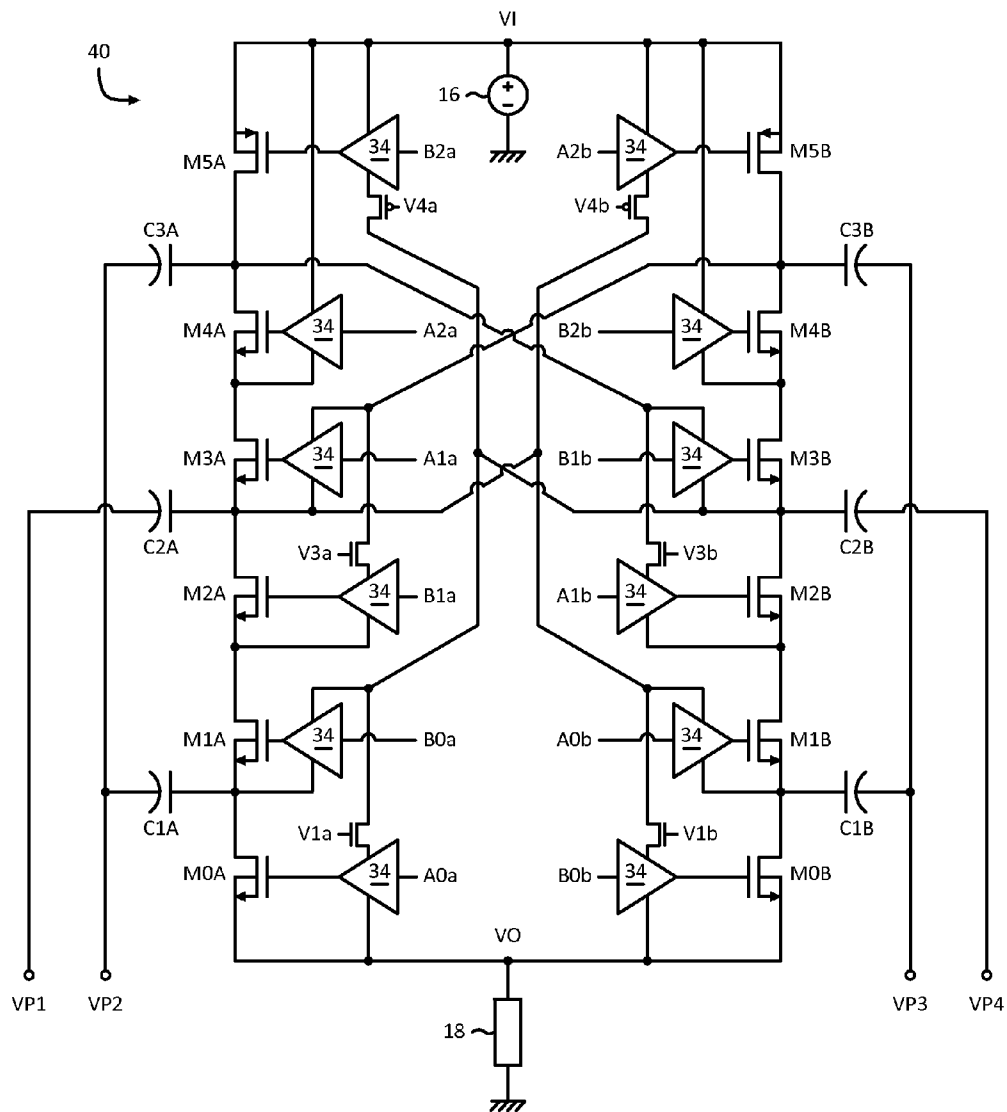 VI
40
16
M5A
34
B2a
A2b
34
M5B
V4a
V4b
C3A
C3B
M4A
34
A2a
B2b
34
M4B
M3A
34
A1a
B1b
34
M3B
C2A
C2B
V3a
V3b
M2A
34
B1a
A1b
34
M2B
M1A
34
B0a
A0b
34
M1B
C1A
C1B
V1a
V1b
M0A
34
A0a
B0b
34
M0B
VO
VP1
VP2
VP3
VP4
18